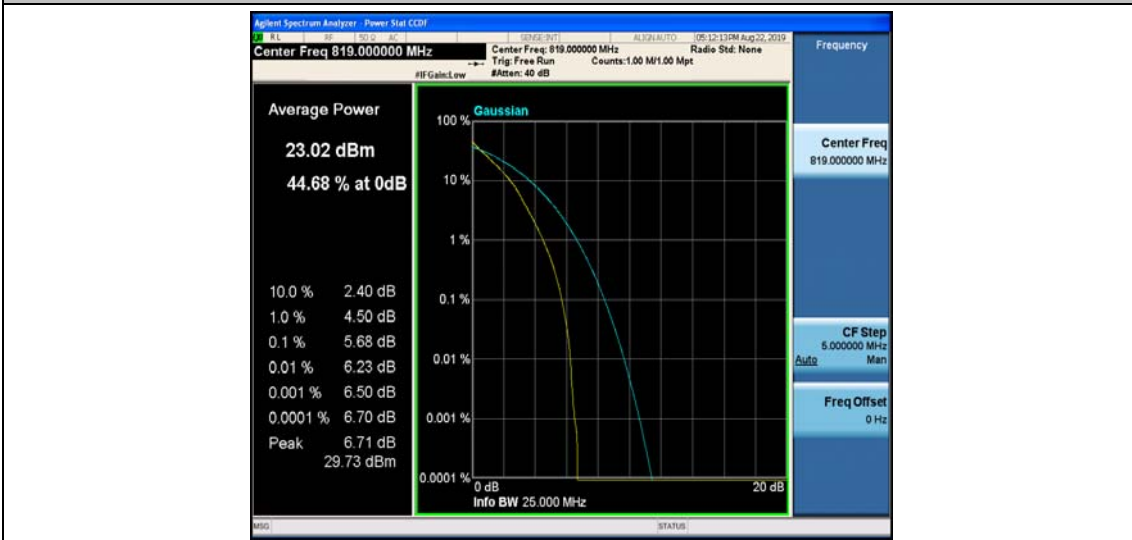 Agilent Spectrum Analyzer - Power Stat CCDF
RL RF 50 Ω AC SENSE:INT ALIGN AUTO 05:12:13PM Aug 22, 2019
Center Freq 819.000000 MHz
Center Freq: 819.000000 MHz Radio Std: None
Trig: Free Run Counts:1.00 M/1.00 Mpt
#IFGain:Low #Atten: 40 dB
Frequency
Average Power
23.02 dBm
44.68 % at 0dB
10.0 % 2.40 dB
1.0 % 4.50 dB
0.1 % 5.68 dB
0.01 % 6.23 dB
0.001 % 6.50 dB
0.0001 % 6.70 dB
Peak 6.71 dB
29.73 dBm
Gaussian
100 %
10 %
1 %
0.1 %
0.01 %
0.001 %
0.0001 %
0 dB 20 dB
Info BW 25.000 MHz
Center Freq
819.000000 MHz
CF Step
5.000000 MHz
Auto Man
Freq Offset
0 Hz
MSG STATUS